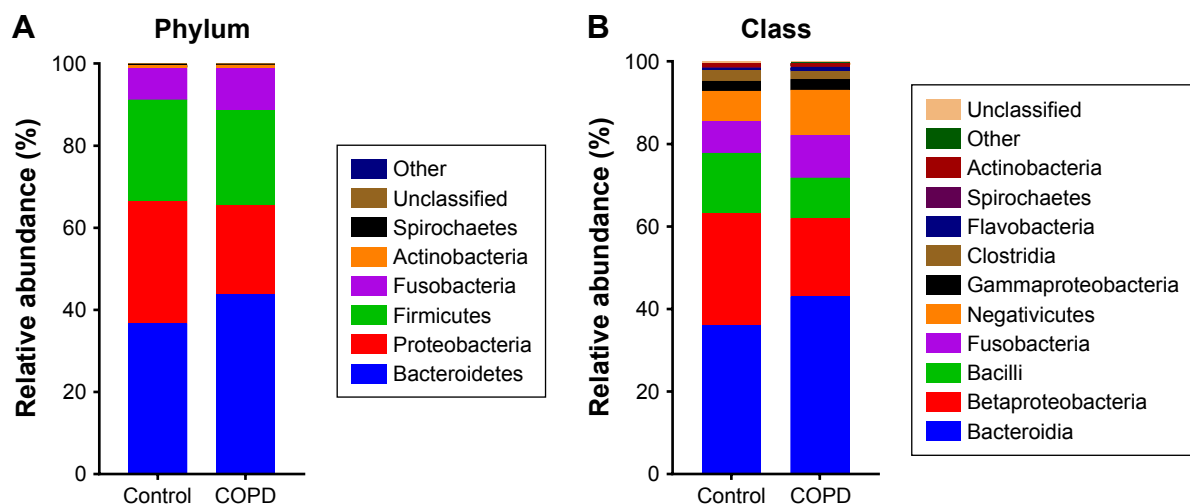 A
Phylum
Relative abundance (%)
100
80
60
40
20
0
Control
COPD
Other
Unclassified
Spirochaetes
Actinobacteria
Fusobacteria
Firmicutes
Proteobacteria
Bacteroidetes
B
Class
Relative abundance (%)
100
80
60
40
20
0
Control
COPD
Unclassified
Other
Actinobacteria
Spirochaetes
Flavobacteria
Clostridia
Gammaproteobacteria
Negativicutes
Fusobacteria
Bacilli
Betaproteobacteria
Bacteroidia